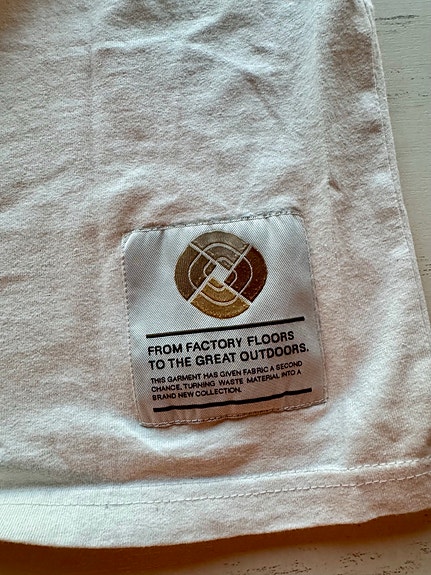 FROM FACTORY FLOORS
TO THE GREAT OUTDOORS.
THIS GARMENT HAS GIVEN FABRIC A SECOND
CHANCE, TURNING WASTE MATERIAL INTO A
BRAND NEW COLLECTION.